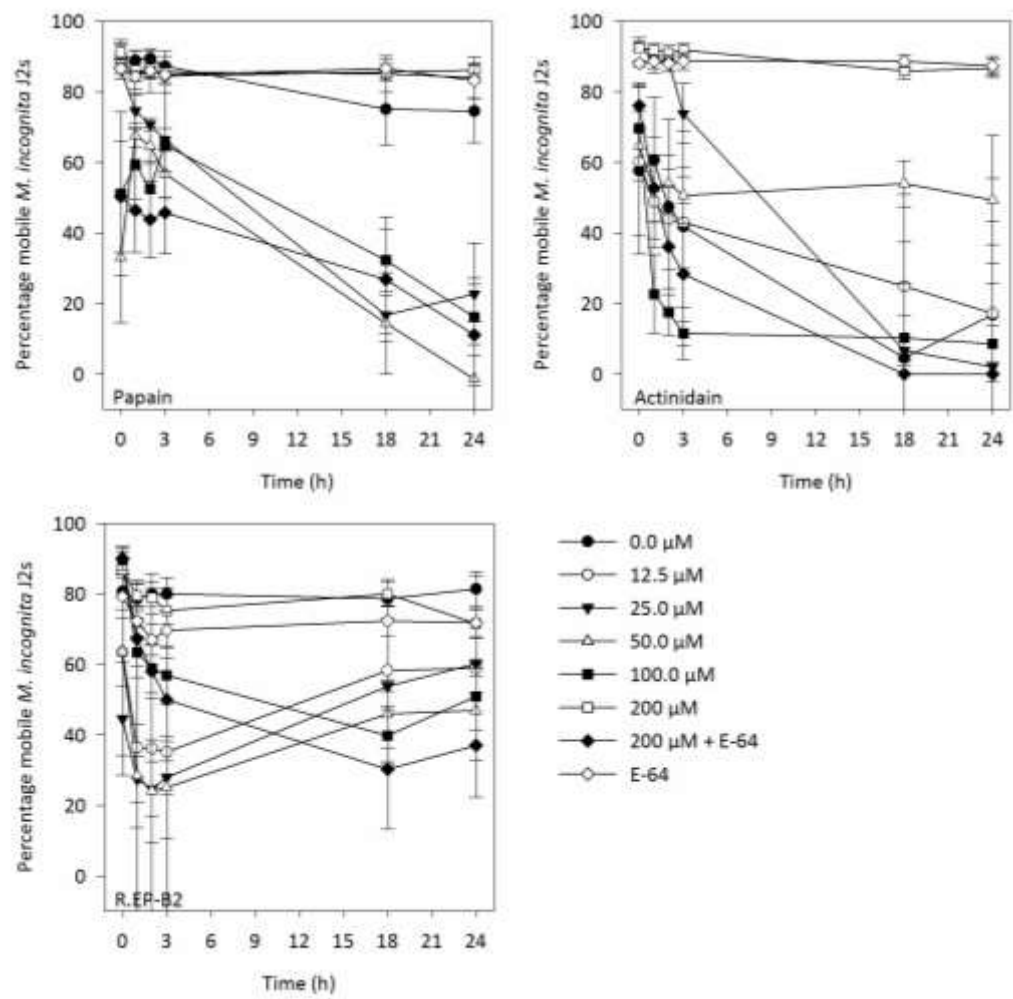 Percentage mobile M. incognita J2s
100
80
60
40
20
0
Papain
0 3 6 9 12 15 18 21 24
Time (h)
Percentage mobile M. incognita J2s
100
80
60
40
20
0
Actinidain
0 3 6 9 12 15 18 21 24
Time (h)
Percentage mobile M. incognita J2s
100
80
60
40
20
0
R.EP-B2
0 3 6 9 12 15 18 21 24
Time (h)
0.0 μM
12.5 μM
25.0 μM
50.0 μM
100.0 μM
200 μM
200 μM + E-64
E-64